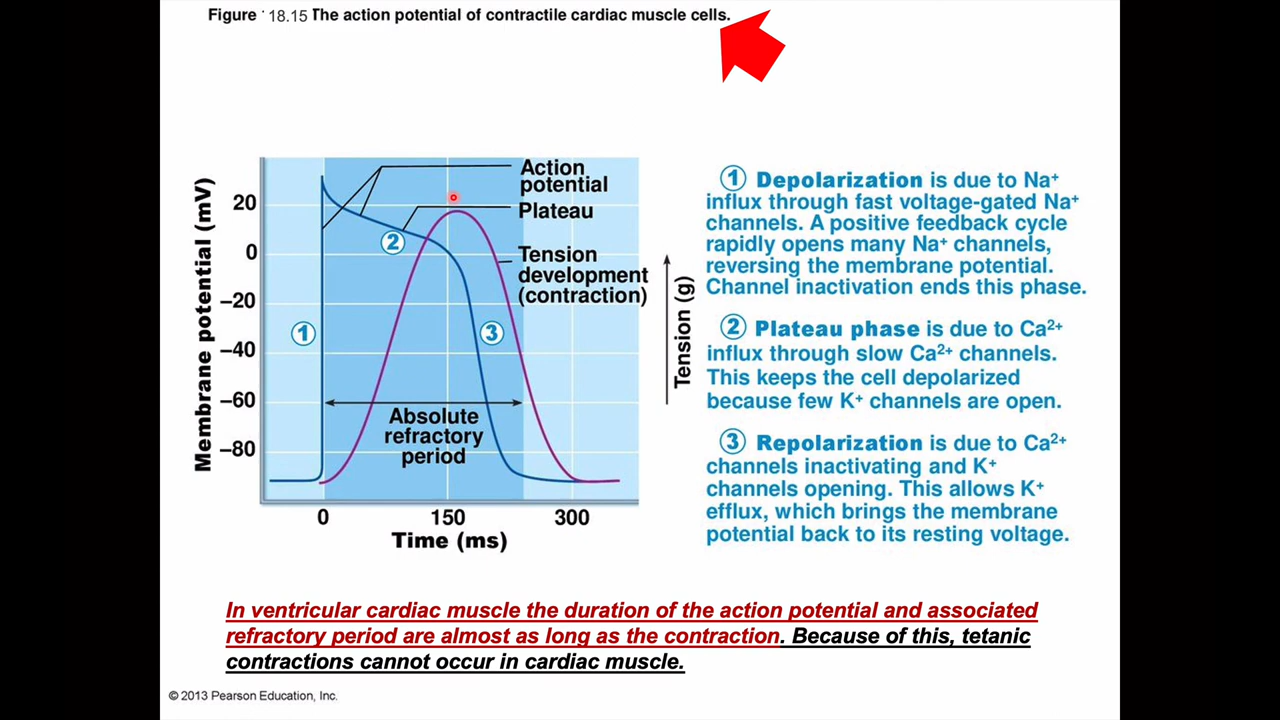 Figure 18.15 The action potential of contractile cardiac muscle cells.
Membrane potential (mV)
20
0
–20
–40
–60
–80
Action
potential
Plateau
Tension
development
(contraction)
1
2
3
Absolute
refractory
period
0 150 300
Time (ms)
Tension (g)
1 Depolarization is due to Na+
influx through fast voltage-gated Na+
channels. A positive feedback cycle
rapidly opens many Na+ channels,
reversing the membrane potential.
Channel inactivation ends this phase.
2 Plateau phase is due to Ca2+
influx through slow Ca2+ channels.
This keeps the cell depolarized
because few K+ channels are open.
3 Repolarization is due to Ca2+
channels inactivating and K+
channels opening. This allows K+
efflux, which brings the membrane
potential back to its resting voltage.
In ventricular cardiac muscle the duration of the action potential and associated
refractory period are almost as long as the contraction. Because of this, tetanic
contractions cannot occur in cardiac muscle.
© 2013 Pearson Education, Inc.